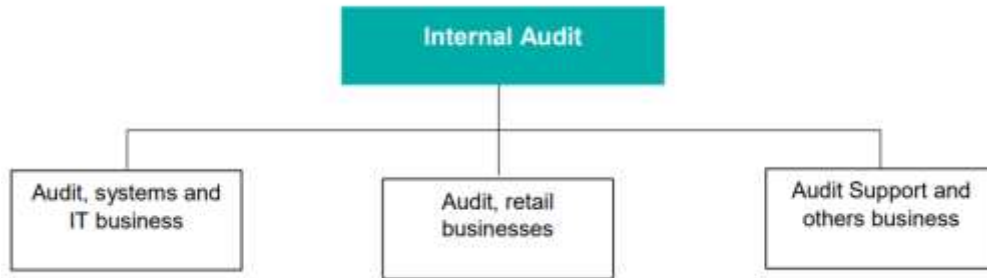 Internal Audit
Audit, systems and
IT business
Audit, retail
businesses
Audit Support and
others business